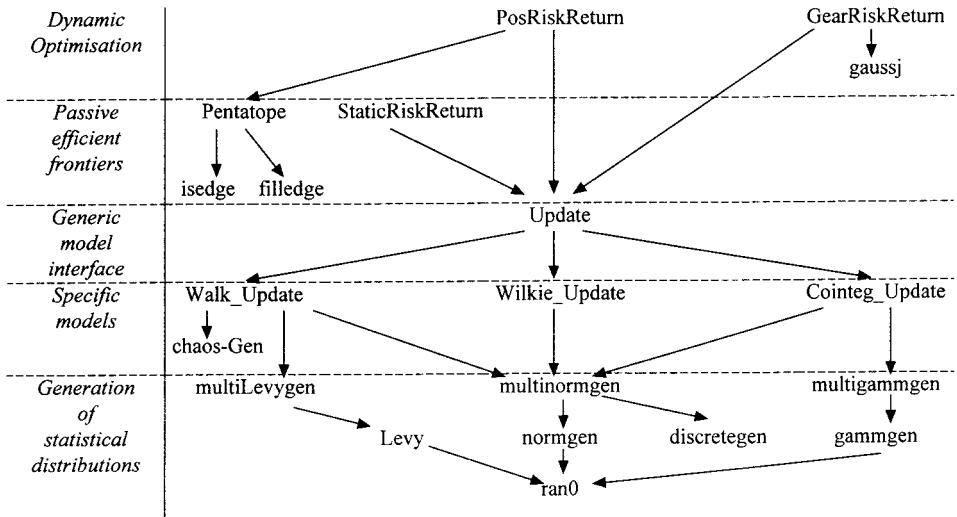 Dynamic
Optimisation
PosRiskReturn
GearRiskReturn
gaussj
Passive
efficient
frontiers
Pentatope
StaticRiskReturn
isedge
filledge
Generic
model
interface
Update
Specific
models
Walk_Update
Wilkie_Update
Cointeg_Update
chaos-Gen
Generation
of
statistical
distributions
multiLevygen
multinormgen
multigammgen
Levy
normgen
discretegen
gammgen
ran0